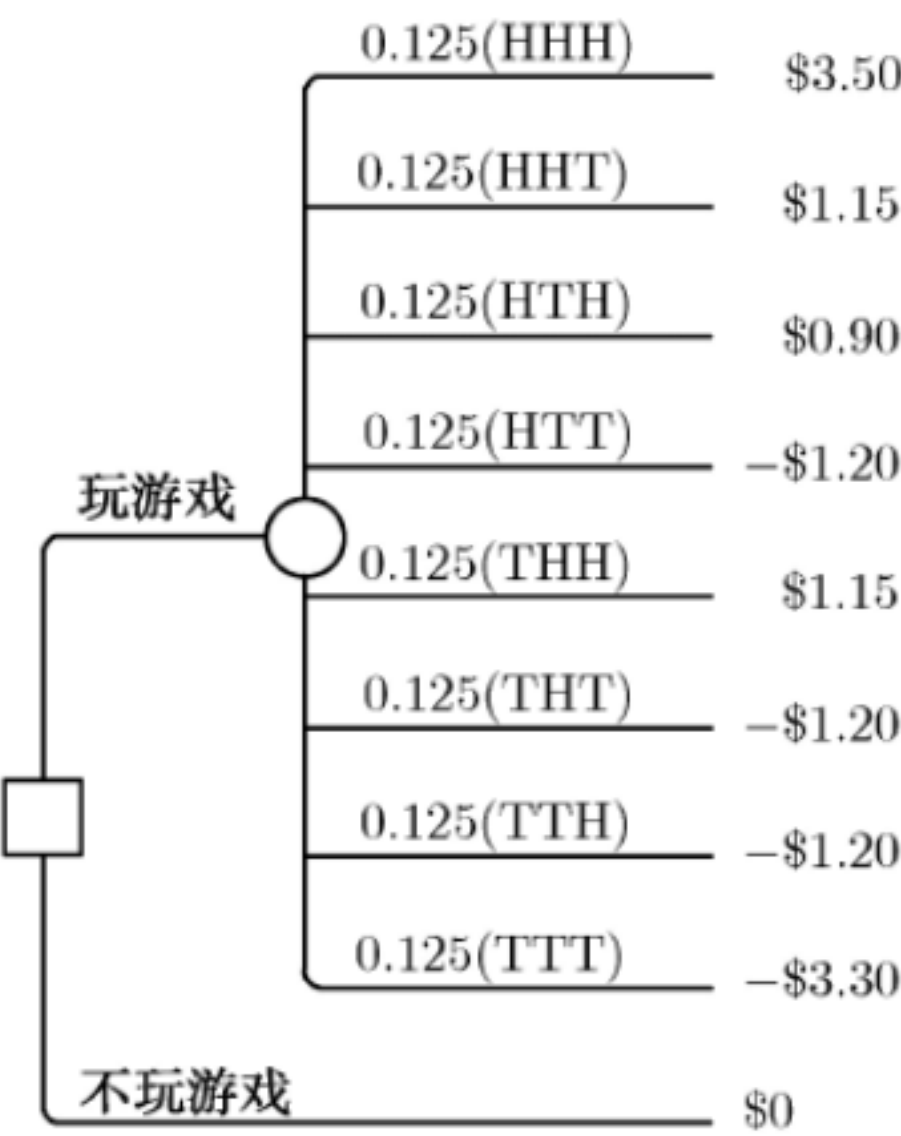 0.125(HHH) $3.50
0.125(HHT) $1.15
0.125(HTH) $0.90
0.125(HTT) −$1.20
玩游戏
0.125(THH) $1.15
0.125(THT) −$1.20
0.125(TTH) −$1.20
0.125(TTT) −$3.30
不玩游戏 $0